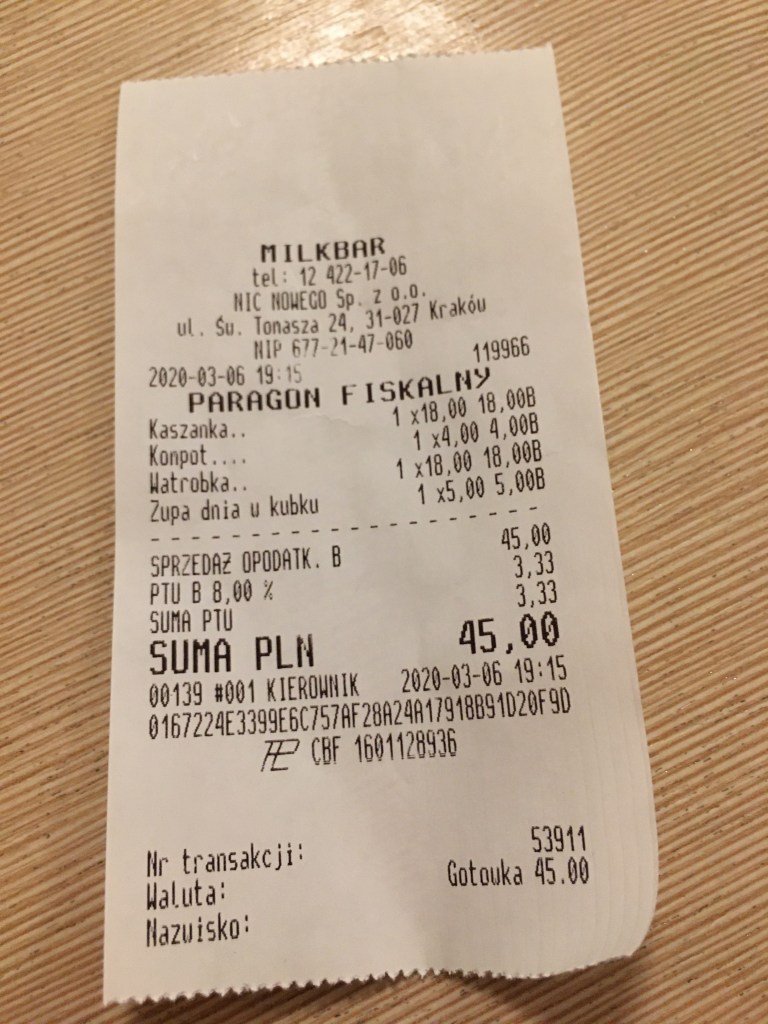 MILKBAR
tel: 12 422-17-06
NIC NOWEGO Sp. z o.o.
ul. Św. Tomasza 24, 31-027 Kraków
NIP 677-21-47-060
2020-03-06 19:15 119966
PARAGON FISKALNY
Kaszanka.. 1 x18,00 18,00B
Konpot.... 1 x4,00 4,00B
Watrobka.. 1 x18,00 18,00B
Zupa dnia w kubku 1 x5,00 5,00B
SPRZEDAŻ OPODATK. B 45,00
PTU B 8,00 % 3,33
SUMA PTU 3,33
SUMA PLN 45,00
00139 #001 KIEROWNIK 2020-03-06 19:15
0167224E3399E6C757AF28A24A17918B91D20F9D
CBF 1601128936
Nr transakcji: 53911
Waluta: Gotowka 45.00
Nazwisko: